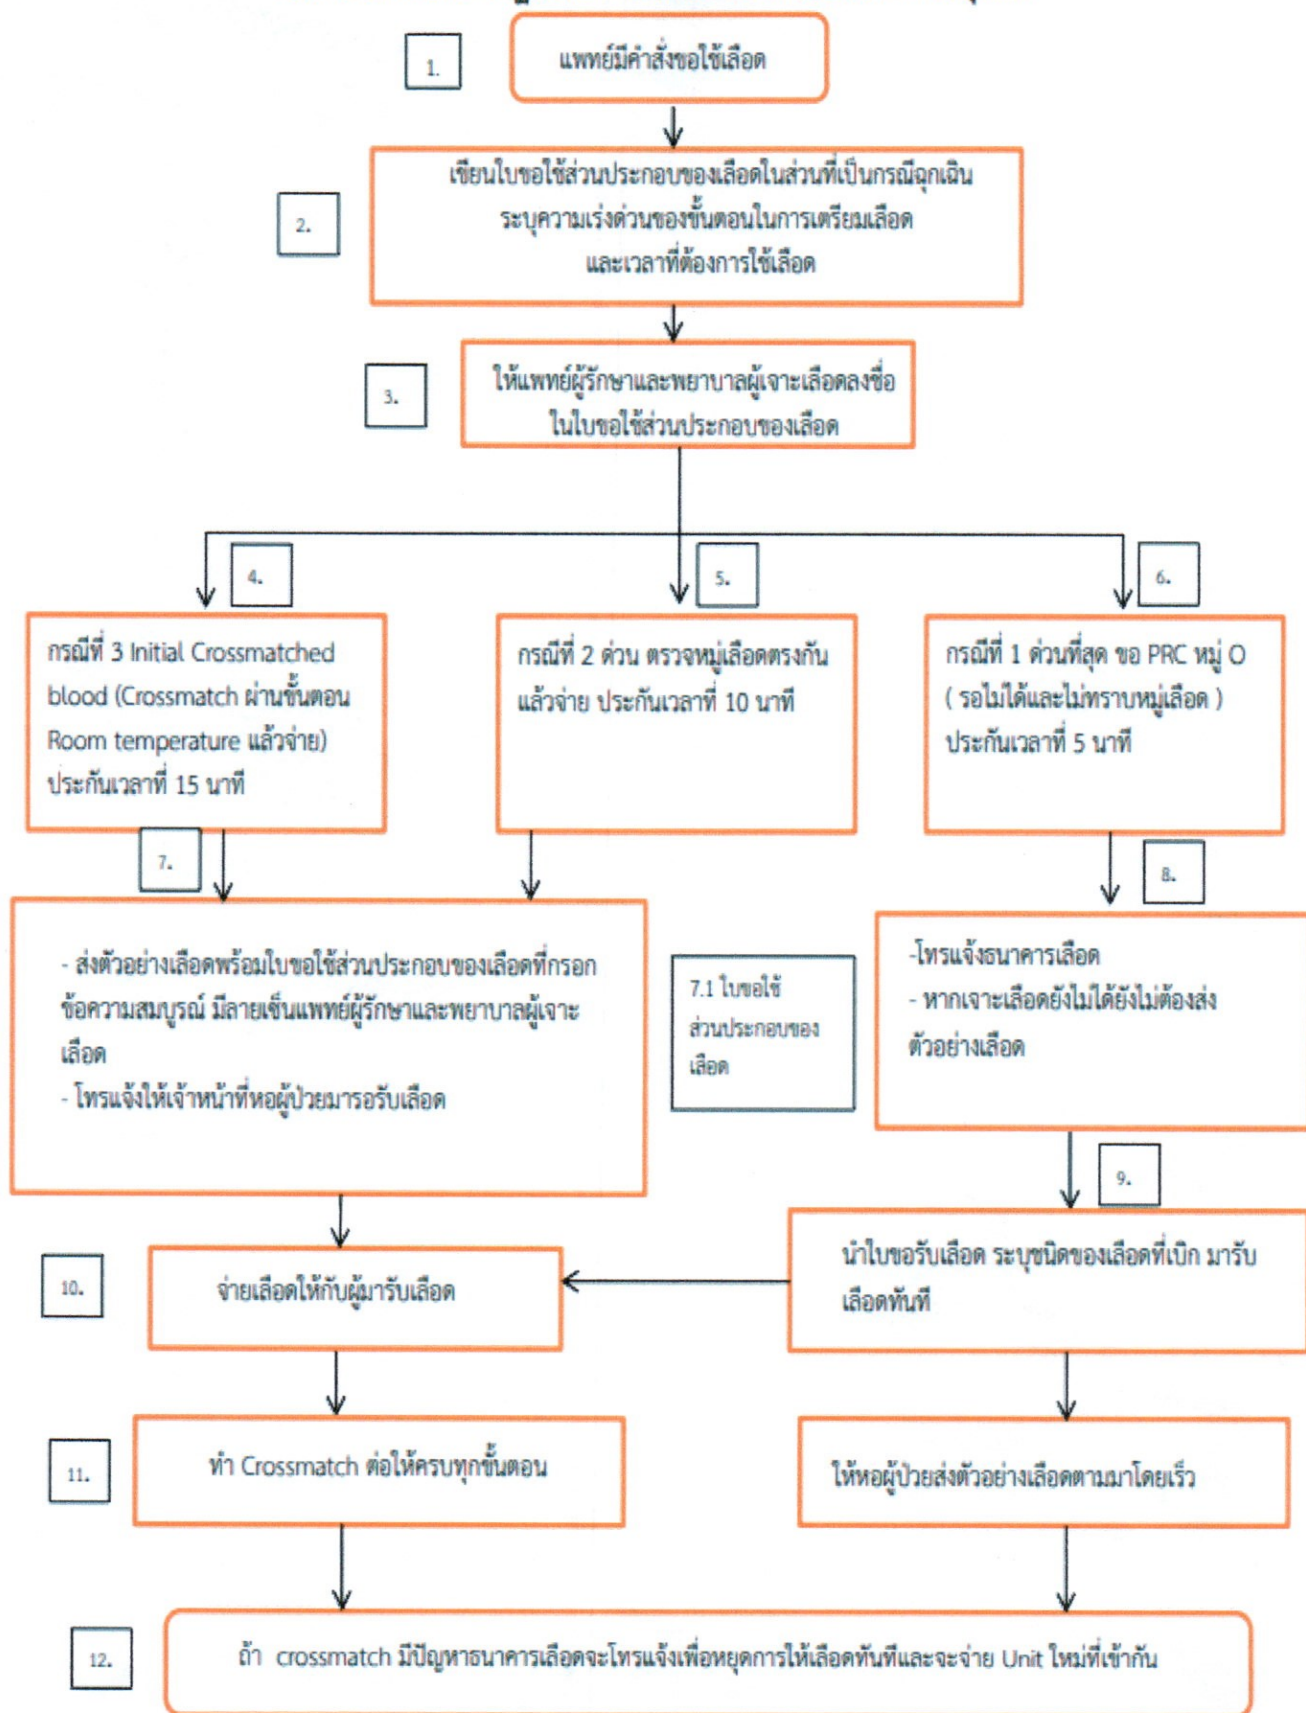 1.
แพทย์มีคำสั่งขอใช้เลือด
2.
เขียนใบขอใช้ส่วนประกอบของเลือดในส่วนที่เป็นกรณีฉุกเฉิน
ระบุความเร่งด่วนของขั้นตอนในการเตรียมเลือด
และเวลาที่ต้องการใช้เลือด
3.
ให้แพทย์ผู้รักษาและพยาบาลผู้เจาะเลือดลงชื่อ
ในใบขอใช้ส่วนประกอบของเลือด
4.
กรณีที่ 3 Initial Crossmatched
blood (Crossmatch ผ่านขั้นตอน
Room temperature แล้วจ่าย)
ประกันเวลาที่ 15 นาที
5.
กรณีที่ 2 ด่วน ตรวจหมู่เลือดตรงกัน
แล้วจ่าย ประกันเวลาที่ 10 นาที
6.
กรณีที่ 1 ด่วนที่สุด ขอ PRC หมู่ O
( รอไม่ได้และไม่ทราบหมู่เลือด )
ประกันเวลาที่ 5 นาที
7.
- ส่งตัวอย่างเลือดพร้อมใบขอใช้ส่วนประกอบของเลือดที่กรอก
ข้อความสมบูรณ์ มีลายเซ็นแพทย์ผู้รักษาและพยาบาลผู้เจาะ
เลือด
- โทรแจ้งให้เจ้าหน้าที่หอผู้ป่วยมารอรับเลือด
7.1 ใบขอใช้
ส่วนประกอบของ
เลือด
8.
-โทรแจ้งธนาคารเลือด
- หากเจาะเลือดยังไม่ได้ยังไม่ต้องส่ง
ตัวอย่างเลือด
9.
นำใบขอรับเลือด ระบุชนิดของเลือดที่เบิก มารับ
เลือดทันที
10.
จ่ายเลือดให้กับผู้มารับเลือด
11.
ทำ Crossmatch ต่อให้ครบทุกขั้นตอน
ให้หอผู้ป่วยส่งตัวอย่างเลือดตามมาโดยเร็ว
12.
ถ้า crossmatch มีปัญหาธนาคารเลือดจะโทรแจ้งเพื่อหยุดการให้เลือดทันทีและจะจ่าย Unit ใหม่ที่เข้ากัน